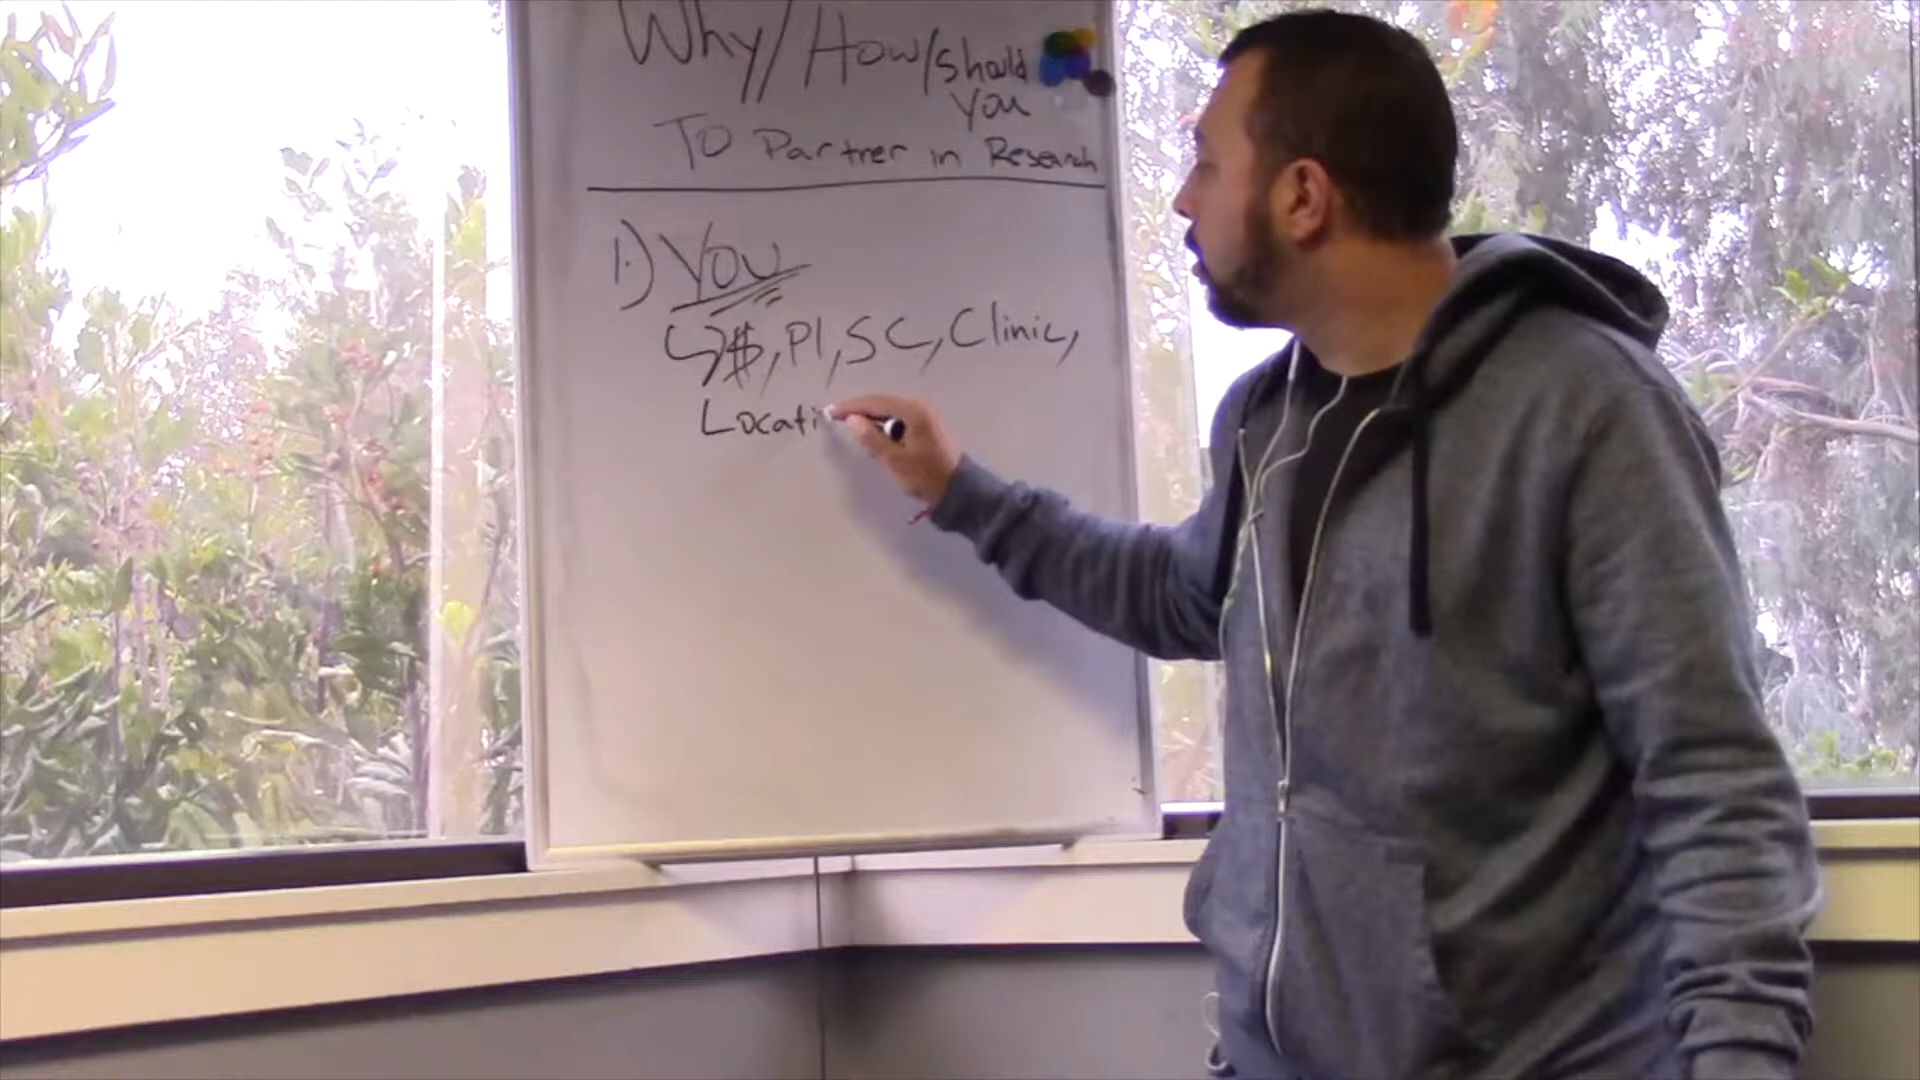 Why/How/should
you
To Partner in Research
1.) You
$, PI, SC, Clinic,
Locati